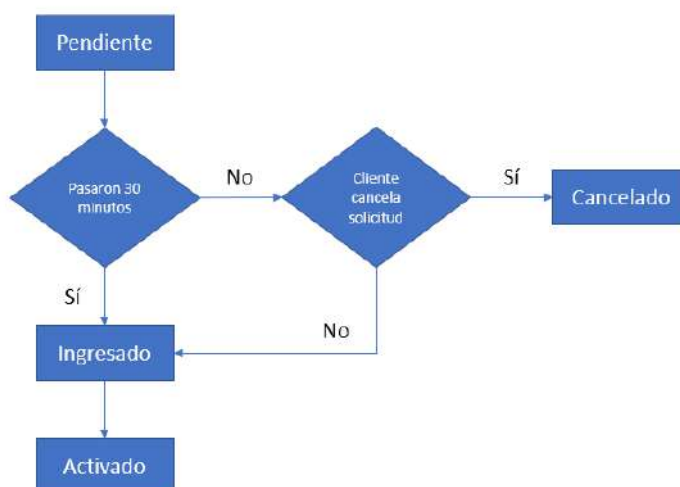 Pendiente
Pasaron 30
minutos
No
Cliente
cancela
solicitud
Sí
Cancelado
Sí
No
Ingresado
Activado